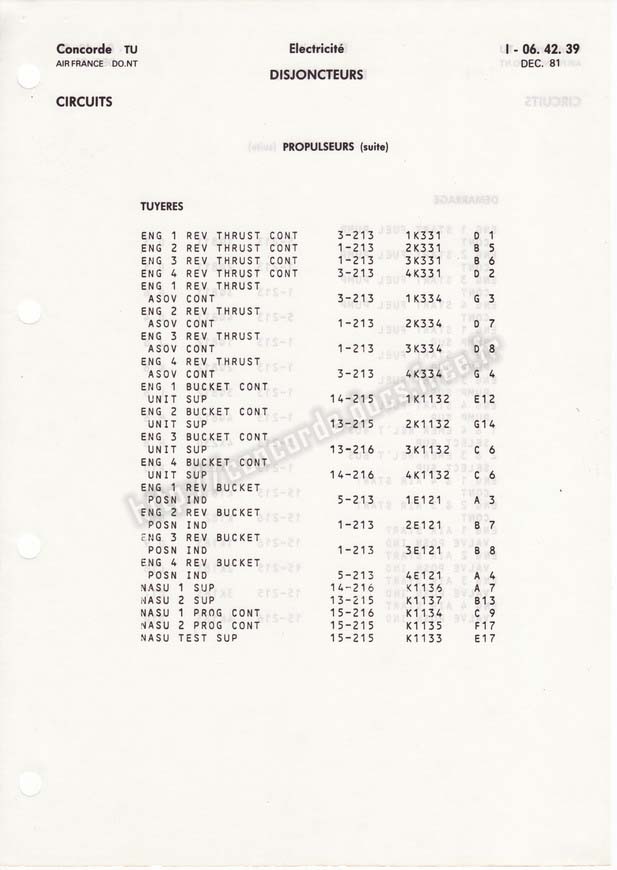 Concorde TU Electricité I - 06. 42. 39
AIR FRANCE DO.NT DEC. 81
DISJONCTEURS
CIRCUITS
PROPULSEURS (suite)
TUYERES
ENG 1 REV THRUST CONT 3-213 1K331 D 1
ENG 2 REV THRUST CONT 1-213 2K331 B 5
ENG 3 REV THRUST CONT 1-213 3K331 B 6
ENG 4 REV THRUST CONT 3-213 4K331 D 2
ENG 1 REV THRUST
ASOV CONT 3-213 1K334 G 3
ENG 2 REV THRUST
ASOV CONT 1-213 2K334 D 7
ENG 3 REV THRUST
ASOV CONT 1-213 3K334 D 8
ENG 4 REV THRUST
ASOV CONT 3-213 4K334 G 4
ENG 1 BUCKET CONT
UNIT SUP 14-215 1K1132 E12
ENG 2 BUCKET CONT
UNIT SUP 13-215 2K1132 G14
ENG 3 BUCKET CONT
UNIT SUP 13-216 3K1132 C 6
ENG 4 BUCKET CONT
UNIT SUP 14-216 4K1132 C 6
ENG 1 REV BUCKET
POSN IND 5-213 1E121 A 3
ENG 2 REV BUCKET
POSN IND 1-213 2E121 B 7
ENG 3 REV BUCKET
POSN IND 1-213 3E121 B 8
ENG 4 REV BUCKET
POSN IND 5-213 4E121 A 4
NASU 1 SUP 14-216 K1136 A 7
NASU 2 SUP 13-215 K1137 B13
NASU 1 PROG CONT 15-216 K1134 C 9
NASU 2 PROG CONT 15-215 K1135 F17
NASU TEST SUP 15-215 K1133 E17
http://concorde.docs.free.fr